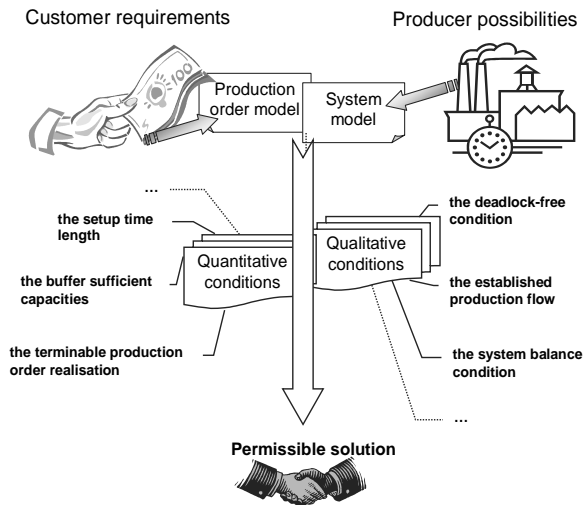 Customer requirements
Producer possibilities
100
Production
order model
System
model
...
the setup time
length
the buffer sufficient
capacities
the terminable production
order realisation
Quantitative
conditions
Qualitative
conditions
the deadlock-free
condition
the established
production flow
the system balance
condition
...
Permissible solution